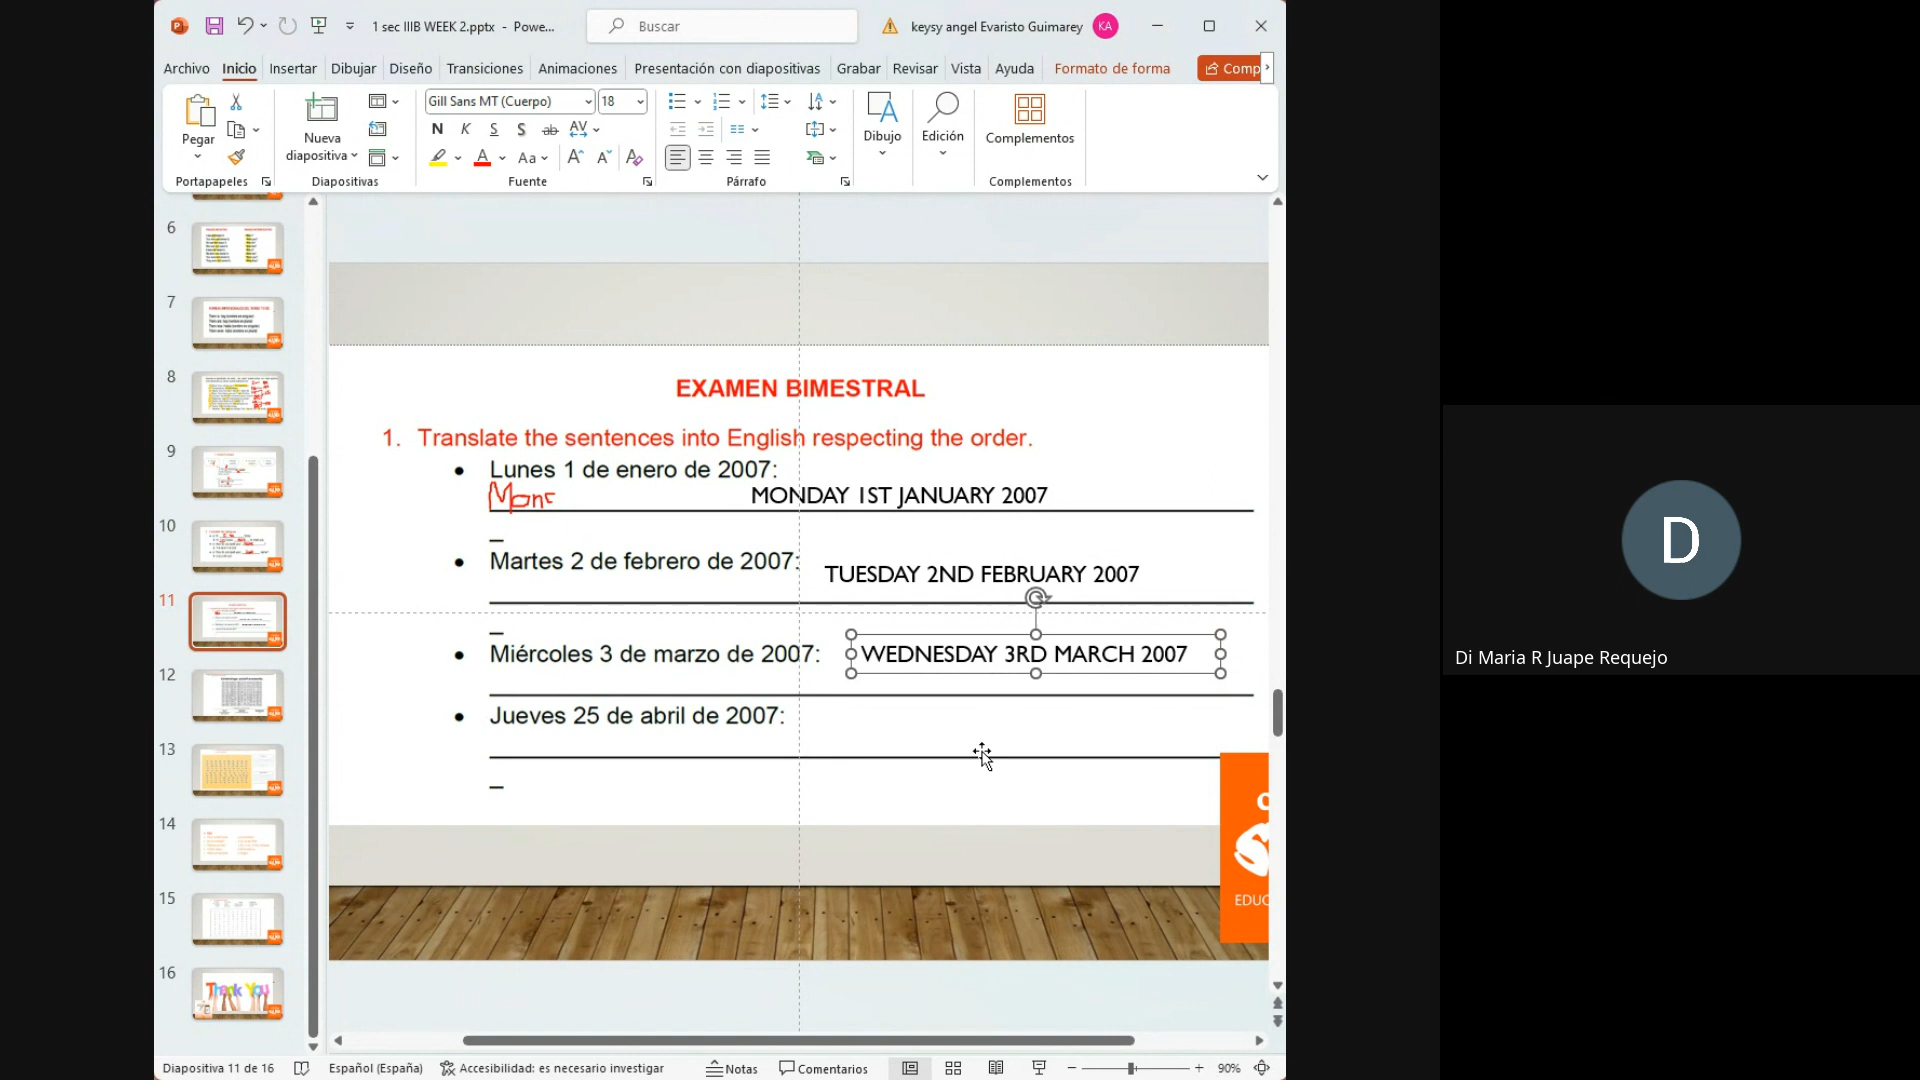 1 sec IIIB WEEK 2.pptx - Powe...
Buscar
keysy angel Evaristo Guimarey
KA
Archivo Inicio Insertar Dibujar Diseño Transiciones Animaciones Presentación con diapositivas Grabar Revisar Vista Ayuda Formato de forma Comp
Gill Sans MT (Cuerpo) 18
Pegar
Nueva diapositiva
N K S S ab AV
Aa A A
Dibujo
Edición
Complementos
Portapapeles Diapositivas Fuente Párrafo Complementos
6
7
8
9
10
11
12
13
14
15
16
Thank You
EXAMEN BIMESTRAL
1. Translate the sentences into English respecting the order.
• Lunes 1 de enero de 2007:
MONDAY 1ST JANUARY 2007
• Martes 2 de febrero de 2007:
TUESDAY 2ND FEBRUARY 2007
• Miércoles 3 de marzo de 2007: WEDNESDAY 3RD MARCH 2007
• Jueves 25 de abril de 2007:
EDUC
D
Di Maria R Juape Requejo
Diapositiva 11 de 16 Español (España) Accesibilidad: es necesario investigar Notas Comentarios 90%